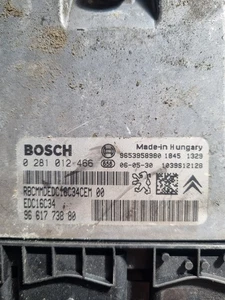 BOSCH
Made-in Hungary
9653958980 1845 1329
0 281 012 466
06-05-30 1039S12128
RBCMMDEDC16C34CEM 00
EDC16C34
96 617 738 80